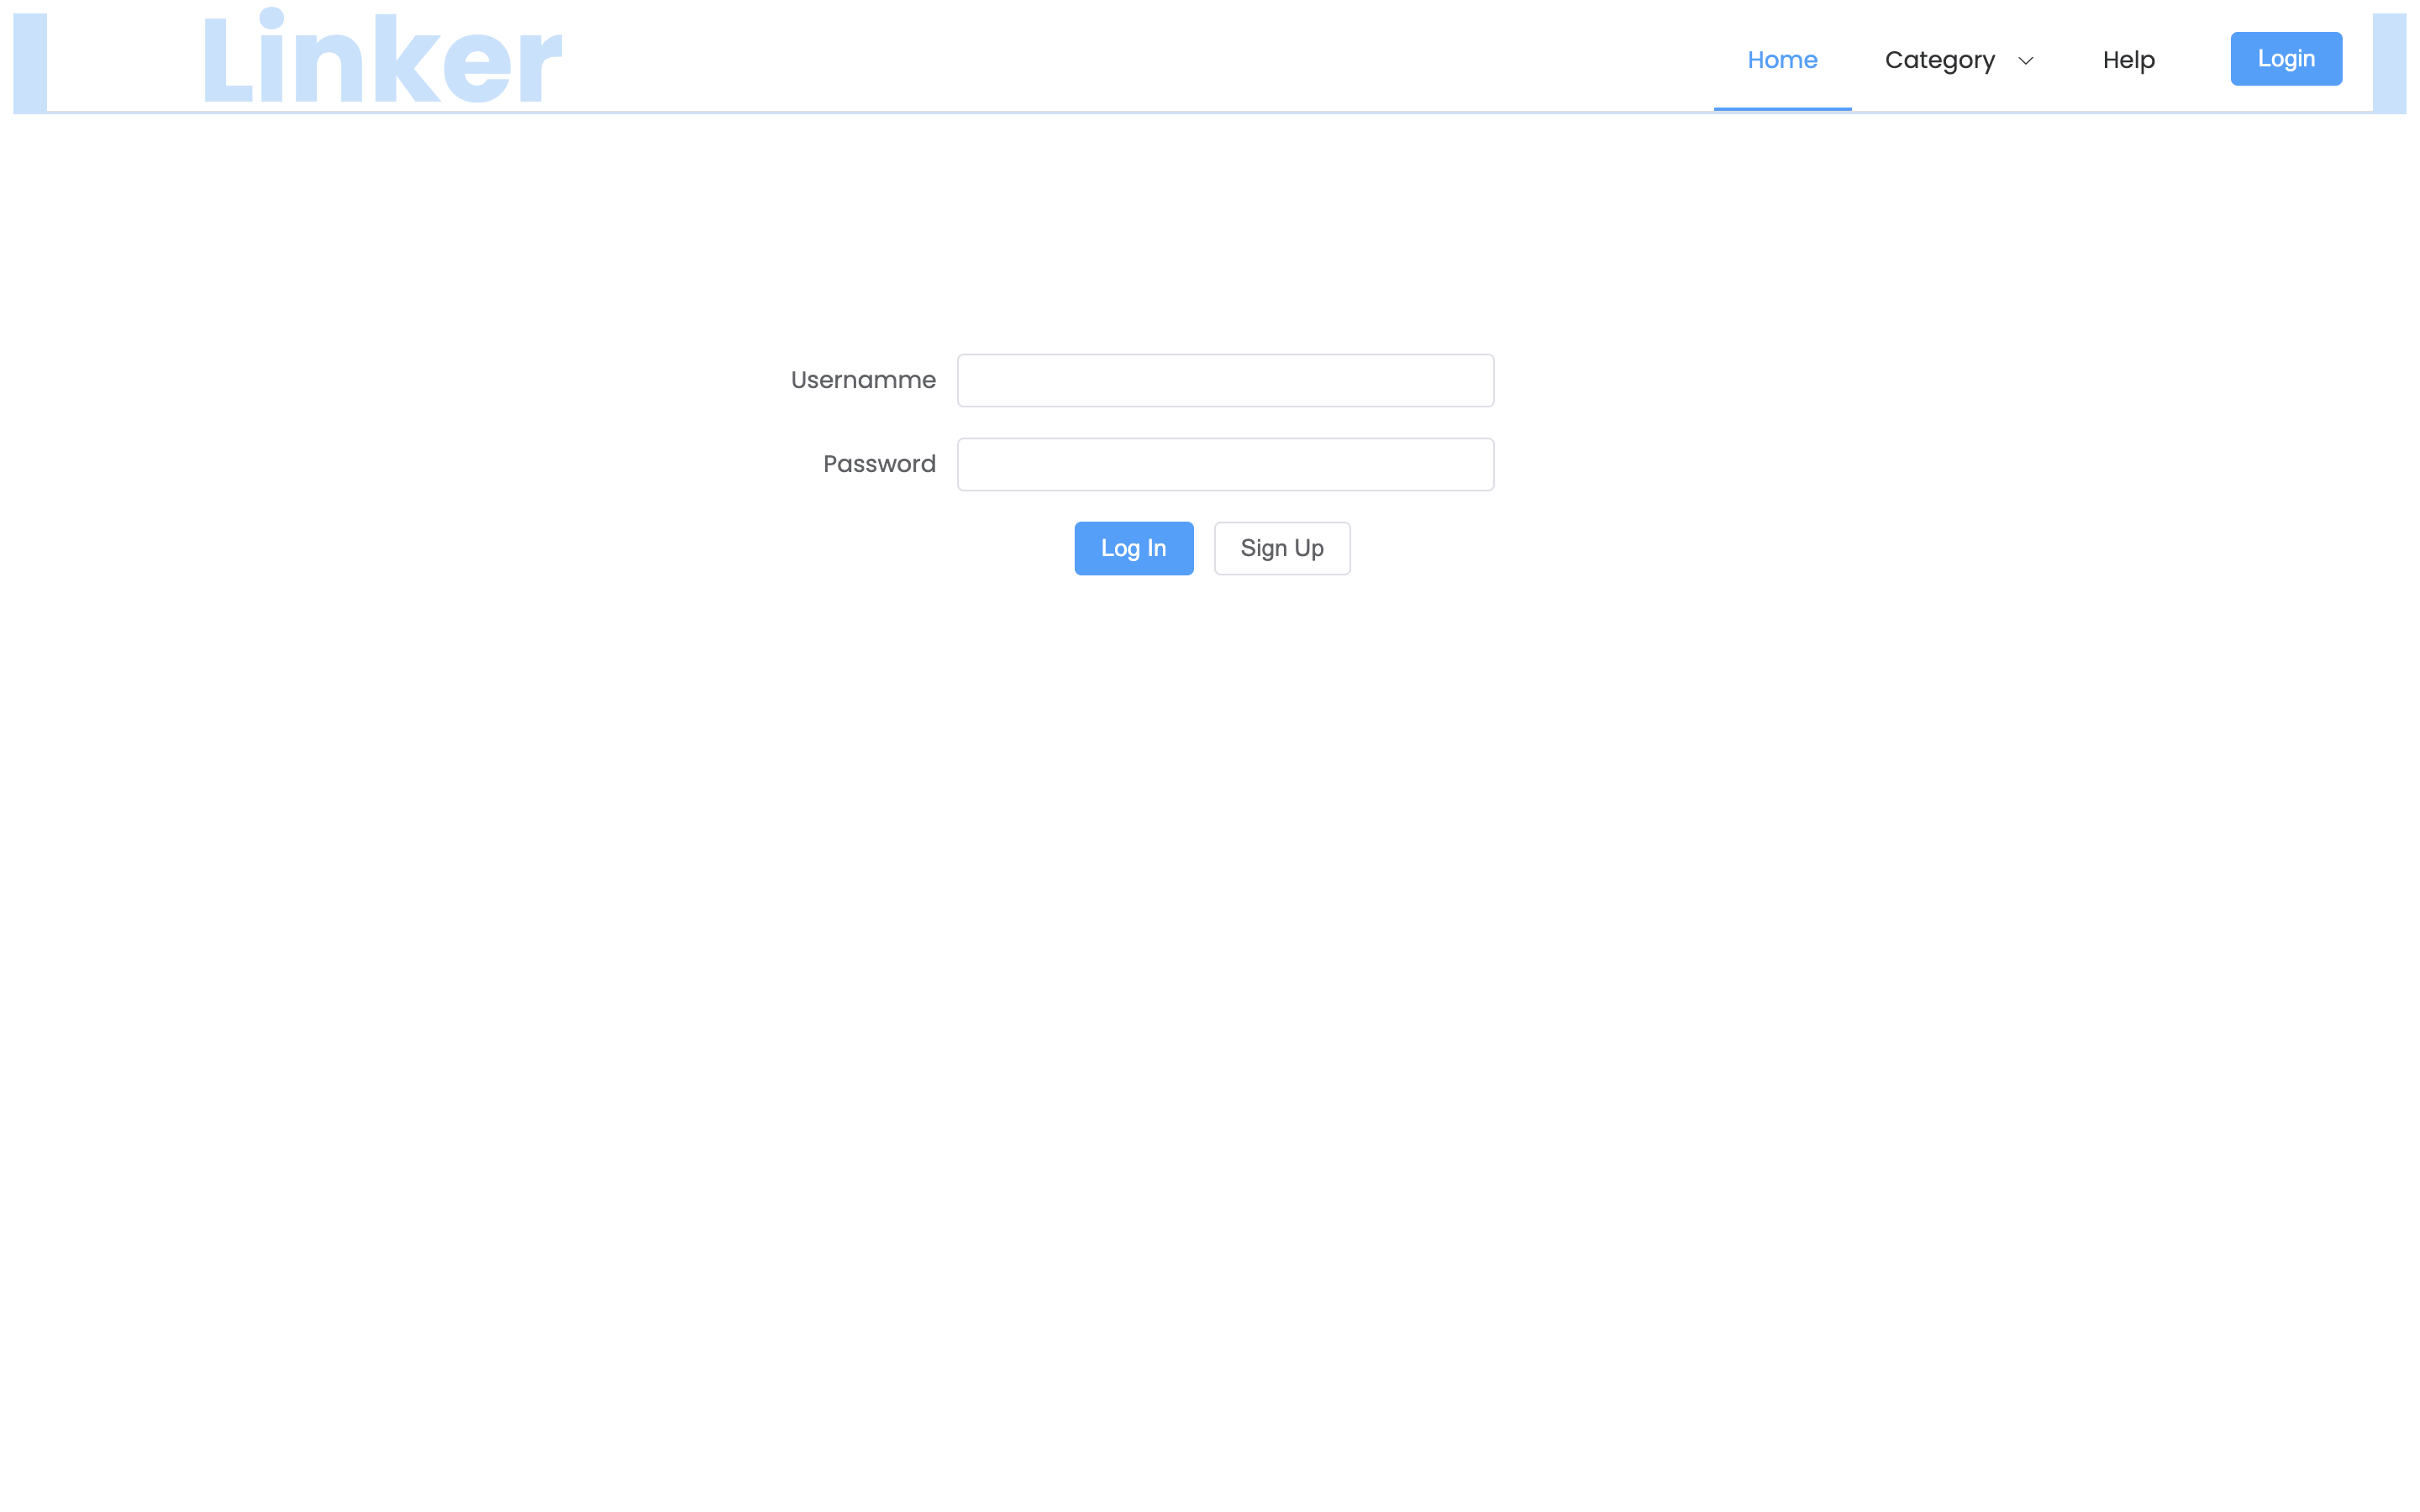 Linker
Home Category Help Login
Usernamme
Password
Log In Sign Up